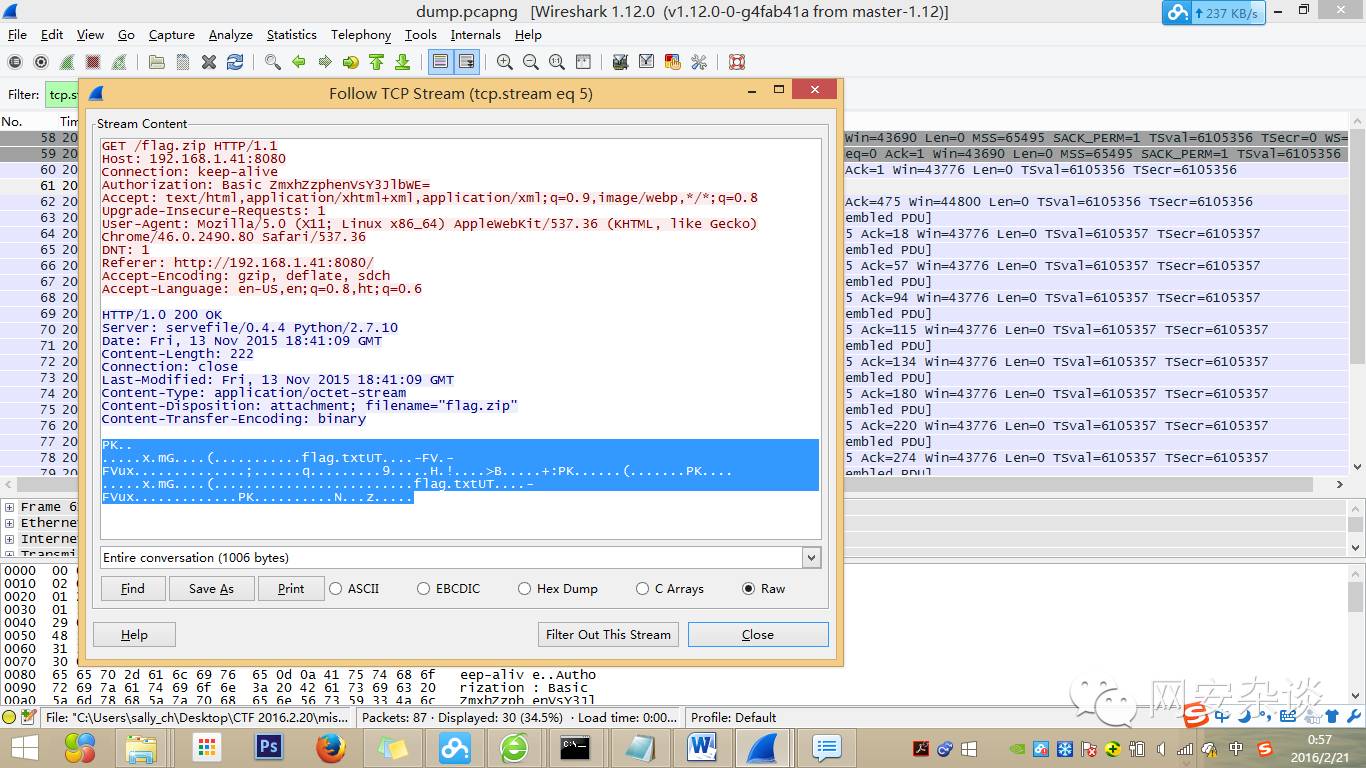 dump.pcapng [Wireshark 1.12.0 (v1.12.0-0-g4fab41a from master-1.12)]
237 KB/s
File Edit View Go Capture Analyze Statistics Telephony Tools Internals Help
Filter: tcp.s
Follow TCP Stream (tcp.stream eq 5)
Stream Content
GET /flag.zip HTTP/1.1
Host: 192.168.1.41:8080
Connection: keep-alive
Authorization: Basic ZmxhZzphenVsY3JlbWE=
Accept: text/html,application/xhtml+xml,application/xml;q=0.9,image/webp,*/*;q=0.8
Upgrade-Insecure-Requests: 1
User-Agent: Mozilla/5.0 (X11; Linux x86_64) AppleWebKit/537.36 (KHTML, like Gecko)
Chrome/46.0.2490.80 Safari/537.36
DNT: 1
Referer: http://192.168.1.41:8080/
Accept-Encoding: gzip, deflate, sdch
Accept-Language: en-US,en;q=0.8,ht;q=0.6
HTTP/1.0 200 OK
Server: servefile/0.4.4 Python/2.7.10
Date: Fri, 13 Nov 2015 18:41:09 GMT
Content-Length: 222
Connection: close
Last-Modified: Fri, 13 Nov 2015 18:41:09 GMT
Content-Type: application/octet-stream
Content-Disposition: attachment; filename="flag.zip"
Content-Transfer-Encoding: binary
PK..
.....x.mG....(...........flag.txtUT....-FV.-
FVux.............;......q.........9.....H.!....>B.....+:PK......(.......PK....
.....x.mG....(.........................flag.txtUT....-
FVux.............PK..........N...z.....
Entire conversation (1006 bytes)
Find Save As Print ASCII EBCDIC Hex Dump C Arrays Raw
Help Filter Out This Stream Close
No. Tim
58 20 Win=43690 Len=0 MSS=65495 SACK_PERM=1 TSval=6105356 TSecr=0 WS=
59 20 eq=0 Ack=1 Win=43690 Len=0 MSS=65495 SACK_PERM=1 TSval=6105356
60 20 Ack=1 Win=43776 Len=0 TSval=6105356 TSecr=6105356
61 20
62 20 Ack=475 Win=44800 Len=0 TSval=6105356 TSecr=6105356
63 20 embled PDU]
64 20 5 Ack=18 Win=43776 Len=0 TSval=6105357 TSecr=6105357
65 20 embled PDU]
66 20 5 Ack=57 Win=43776 Len=0 TSval=6105357 TSecr=6105357
67 20 embled PDU]
68 20 5 Ack=94 Win=43776 Len=0 TSval=6105357 TSecr=6105357
69 20 embled PDU]
70 20 5 Ack=115 Win=43776 Len=0 TSval=6105357 TSecr=6105357
71 20 embled PDU]
72 20 5 Ack=134 Win=43776 Len=0 TSval=6105357 TSecr=6105357
73 20 embled PDU]
74 20 5 Ack=180 Win=43776 Len=0 TSval=6105357 TSecr=6105357
75 20 embled PDU]
76 20 5 Ack=220 Win=43776 Len=0 TSval=6105357 TSecr=6105357
77 20 embled PDU]
78 20 5 Ack=274 Win=43776 Len=0 TSval=6105357 TSecr=6105357
79 20 embled PDU]
Frame 6
Ethernet
Internet
Transmi
0000 00
0010 02
0020 01
0030 01
0040 29
0050 48
0060 31
0070 30
0080 65 65 70 2d 61 6c 69 76 65 0d 0a 41 75 74 68 6f eep-aliv e..Autho
0090 72 69 7a 61 74 69 6f 6e 3a 20 42 61 73 69 63 20 rization : Basic
00a0 5a 6d 78 68 5a 7a 70 68 65 6e 56 73 59 33 4a 6c ZmxhZzph enVsY3Jl
网安杂谈
File: "C:\Users\sally_ch\Desktop\CTF 2016.2.20\mis... Packets: 87 · Displayed: 30 (34.5%) · Load time: 0:00... Profile: Default
中
0:57
2016/2/21